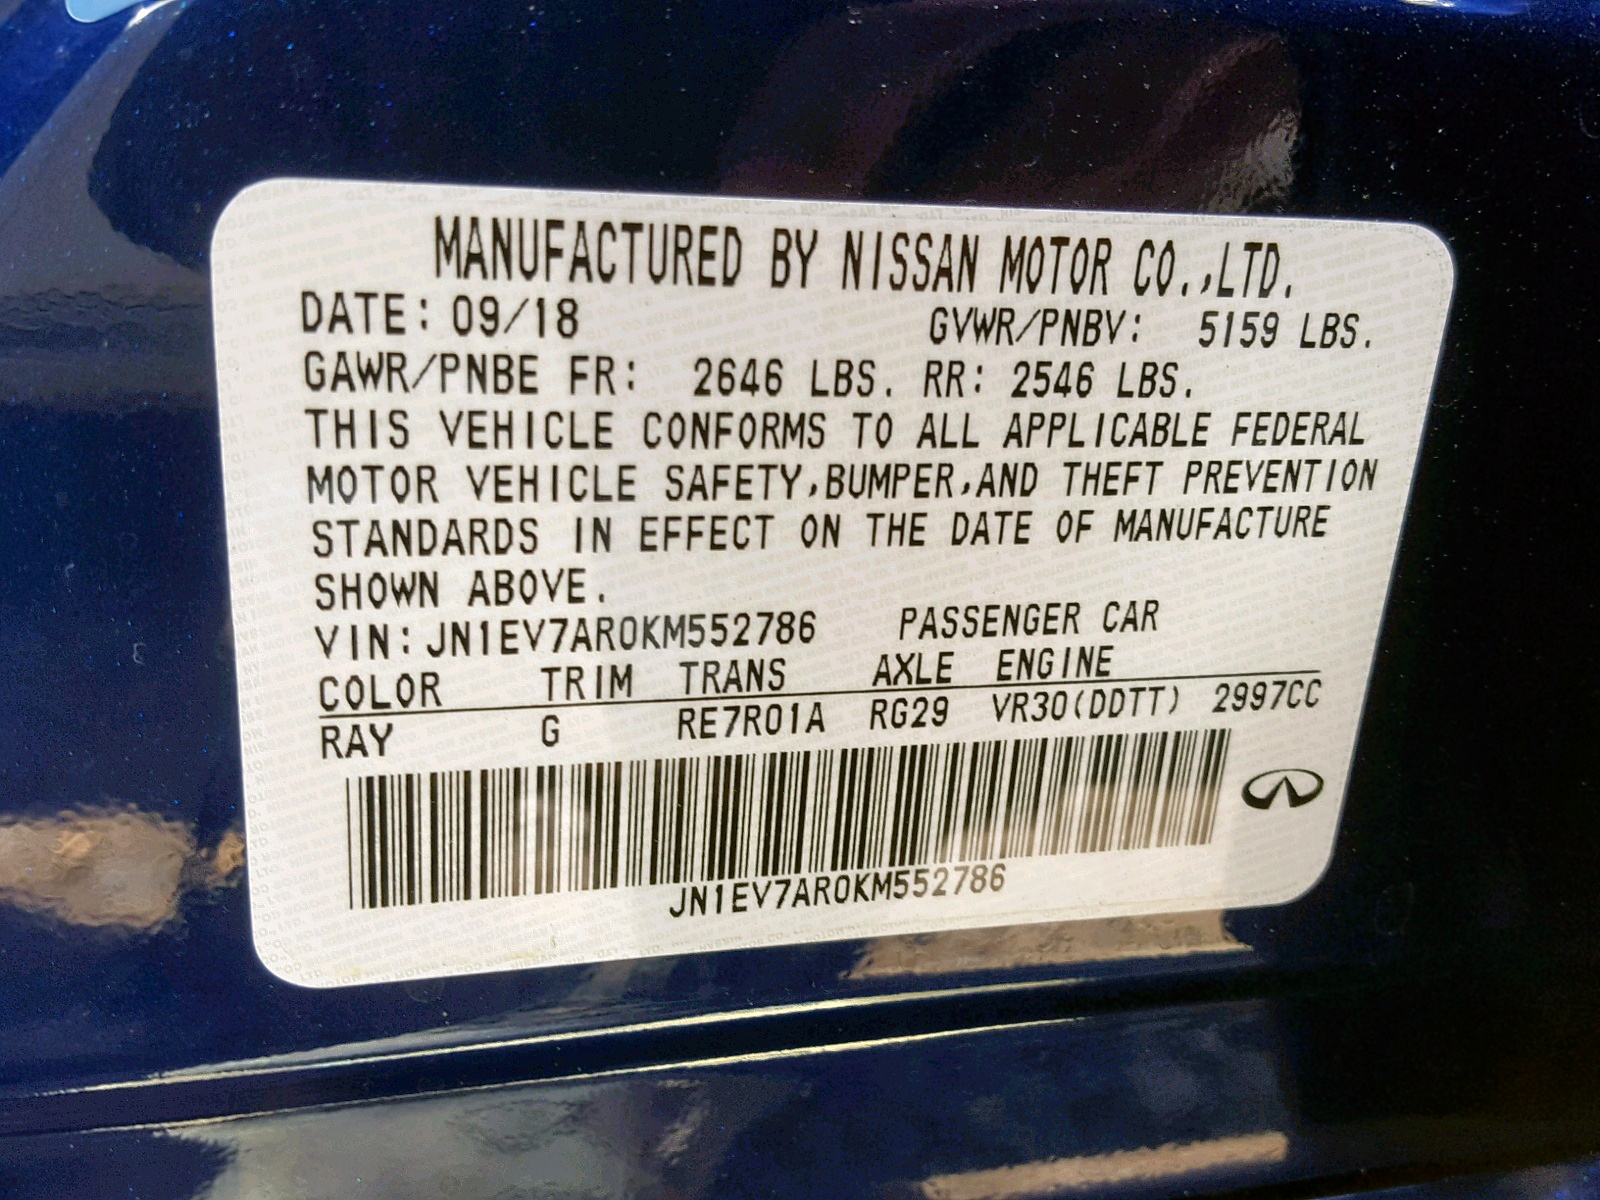 MANUFACTURED BY NISSAN MOTOR CO.,LTD.
DATE: 09/18 GVWR/PNBV: 5159 LBS.
GAWR/PNBE FR: 2646 LBS. RR: 2546 LBS.
THIS VEHICLE CONFORMS TO ALL APPLICABLE FEDERAL
MOTOR VEHICLE SAFETY,BUMPER,AND THEFT PREVENTION
STANDARDS IN EFFECT ON THE DATE OF MANUFACTURE
SHOWN ABOVE.
VIN: JN1EV7AR0KM552786 PASSENGER CAR
COLOR TRIM TRANS AXLE ENGINE
RAY G RE7R01A RG29 VR30(DDTT) 2997CC
JN1EV7AR0KM552786